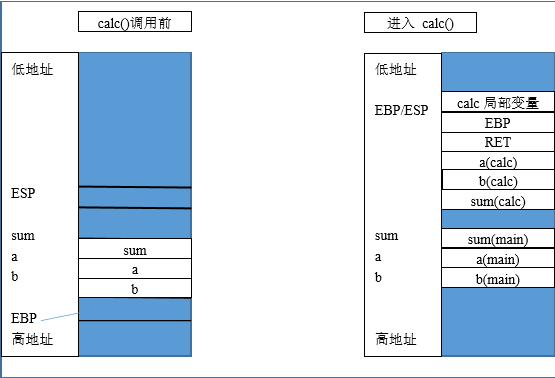 calc()调用前
低地址
ESP
sum
a
b
EBP
高地址
sum
a
b
进入 calc()
低地址
EBP/ESP
sum
a
b
高地址
calc 局部变量
EBP
RET
a(calc)
b(calc)
sum(calc)
sum(main)
a(main)
b(main)